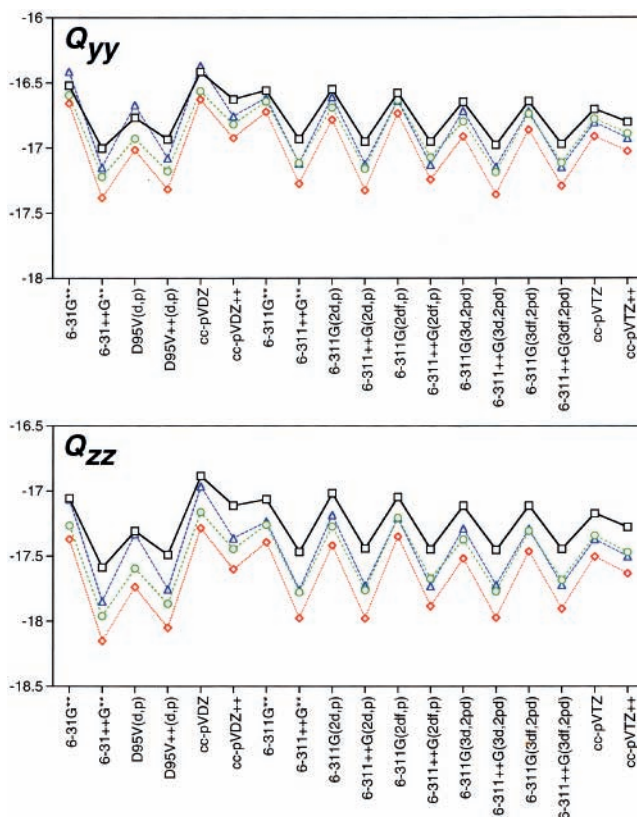 Qyy
-16
-16.5
-17
-17.5
-18
6-31G**
6-31++G**
D95V(d,p)
D95V++(d,p)
cc-pVDZ
cc-pVDZ++
6-311G**
6-311++G**
6-311G(2d,p)
6-311++G(2d,p)
6-311G(2df,p)
6-311++G(2df,p)
6-311G(3d,2pd)
6-311++G(3d,2pd)
6-311G(3df,2pd)
6-311++G(3df,2pd)
cc-pVTZ
cc-pVTZ++
Qzz
-16.5
-17
-17.5
-18
-18.5
6-31G**
6-31++G**
D95V(d,p)
D95V++(d,p)
cc-pVDZ
cc-pVDZ++
6-311G**
6-311++G**
6-311G(2d,p)
6-311++G(2d,p)
6-311G(2df,p)
6-311++G(2df,p)
6-311G(3d,2pd)
6-311++G(3d,2pd)
6-311G(3df,2pd)
6-311++G(3df,2pd)
cc-pVTZ
cc-pVTZ++